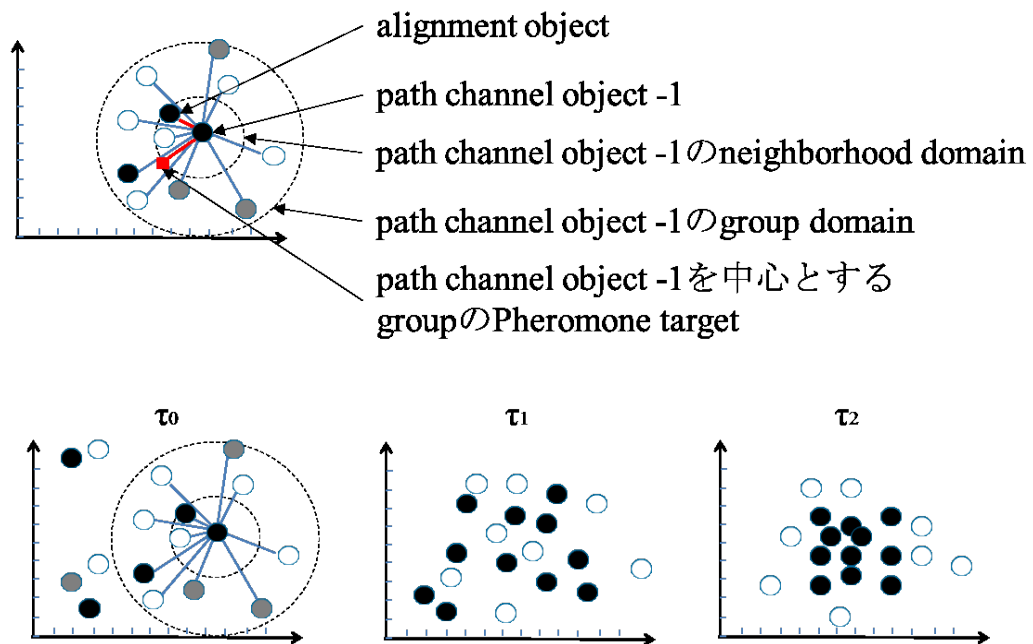 alignment object
path channel object -1
path channel object -1のneighborhood domain
path channel object -1のgroup domain
path channel object -1を中心とする
groupのPheromone target
τ0
τ1
τ2